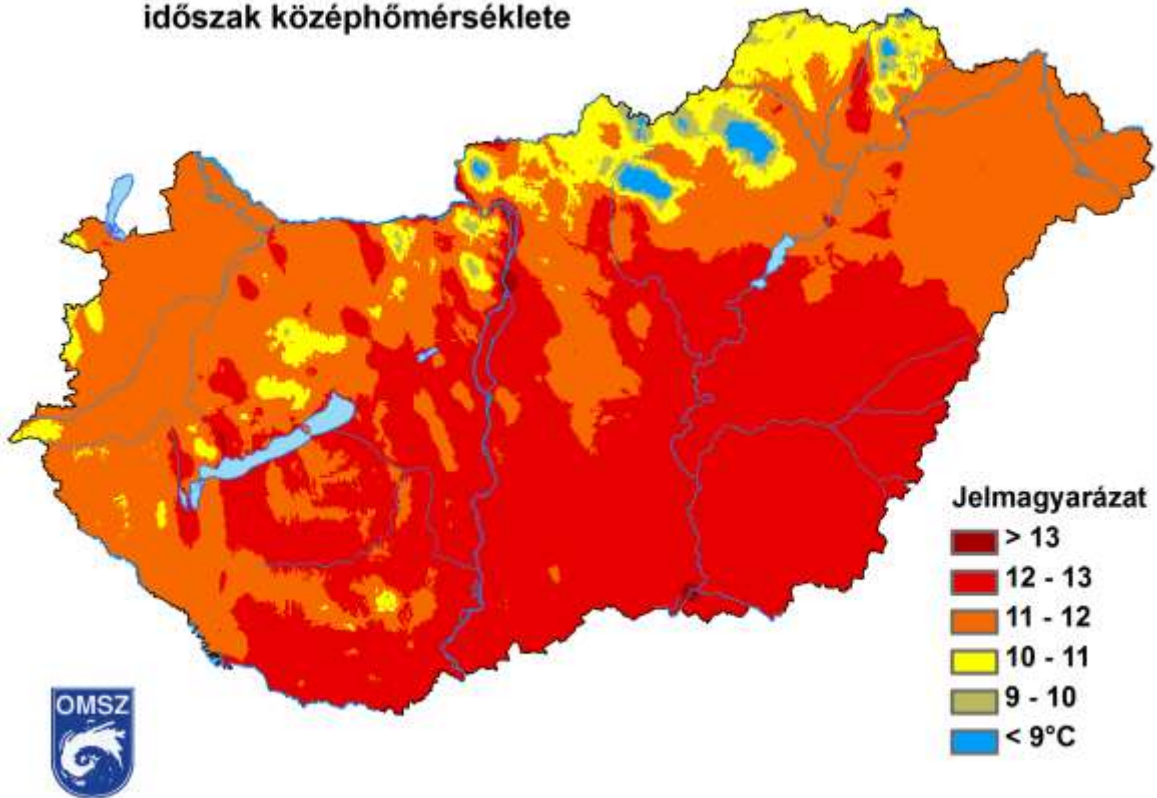 időszak középhőmérséklete
Jelmagyarázat
> 13
12 - 13
11 - 12
10 - 11
9 - 10
< 9°C
OMSZ